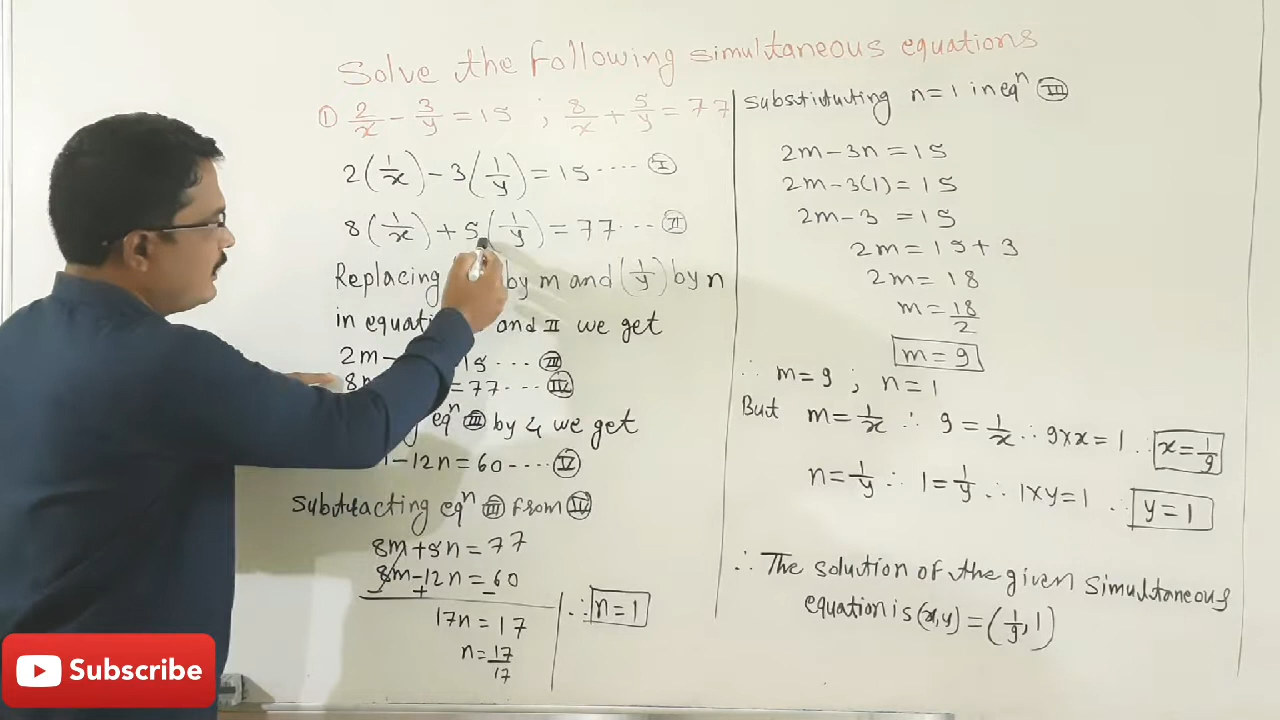 Solve the following simultaneous equations
① 2/x - 3/y = 15 ; 8/x + 5/y = 77
2(1/x) - 3(1/y) = 15 ..... Ⅰ
8(1/x) + 5(1/y) = 77 ... Ⅱ
Replacing by m and (1/y) by n
in and Ⅱ we get
2m- 15 ... Ⅲ
= 77 ... Ⅳ
eqⁿ Ⅲ by 4 we get
- 12n = 60 .... Ⅴ
Subtracting eqⁿ Ⅲ from Ⅳ
8m + 5n = 77
8m - 12n = 60
- + -
17n = 17
n = 17/17
∴ n = 1
Substituting n = 1 in eqⁿ Ⅲ
2m - 3n = 15
2m - 3(1) = 15
2m - 3 = 15
2m = 15 + 3
2m = 18
m = 18/2
m = 9
∴ m = 9 ; n = 1
But m = 1/x ∴ 9 = 1/x ∴ 9 × x = 1 ∴ x = 1/9
n = 1/y ∴ 1 = 1/y ∴ 1 × y = 1 ∴ y = 1
∴ The solution of the given simultaneous
equation is (x, y) = (1/9, 1)
Subscribe